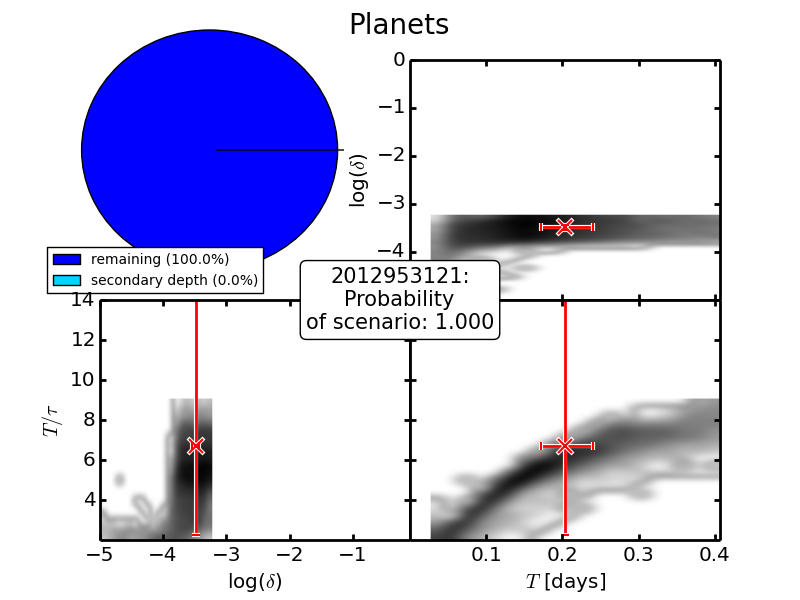 Planets
0
−1
−2
−3
−4
log(δ)
remaining (100.0%)
secondary depth (0.0%)
2012953121:
Probability
of scenario: 1.000
14
12
10
8
6
4
T/τ
−5 −4 −3 −2 −1
log(δ)
0.1 0.2 0.3 0.4
T [days]